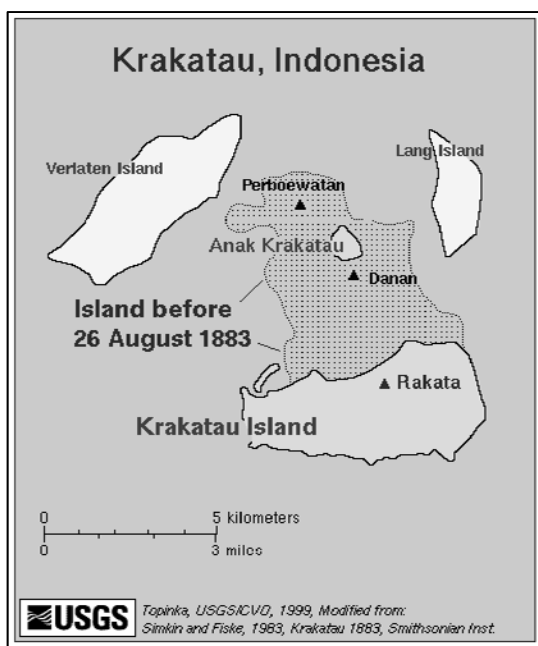 Krakatau, Indonesia
Verlaten Island
Lang Island
Perboewatan
Anak Krakatau
Danan
Island before
26 August 1883
Rakata
Krakatau Island
0 5 kilometers
0 3 miles
USGS
Topinka, USGS/CVO, 1999, Modified from:
Simkin and Fiske, 1983, Krakatau 1883, Smithsonian Inst.